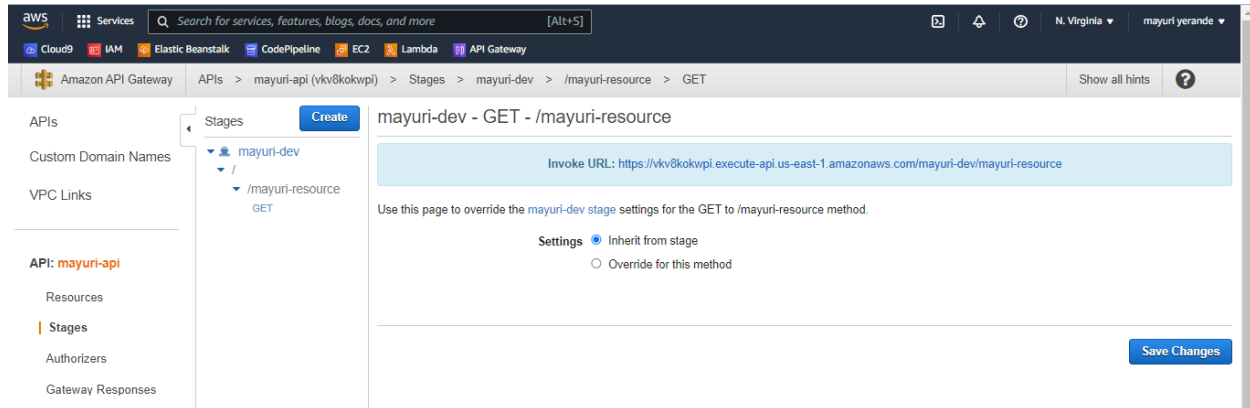 aws Services Search for services, features, blogs, docs, and more [Alt+S] N. Virginia mayuri yerande
Cloud9 IAM Elastic Beanstalk CodePipeline EC2 Lambda API Gateway
Amazon API Gateway APIs > mayuri-api (vkv8kokwpi) > Stages > mayuri-dev > /mayuri-resource > GET Show all hints ?
APIs
Custom Domain Names
VPC Links
API: mayuri-api
Resources
Stages
Authorizers
Gateway Responses
Stages Create
mayuri-dev
/
/mayuri-resource
GET
mayuri-dev - GET - /mayuri-resource
Invoke URL: https://vkv8kokwpi.execute-api.us-east-1.amazonaws.com/mayuri-dev/mayuri-resource
Use this page to override the mayuri-dev stage settings for the GET to /mayuri-resource method.
Settings Inherit from stage
Override for this method
Save Changes